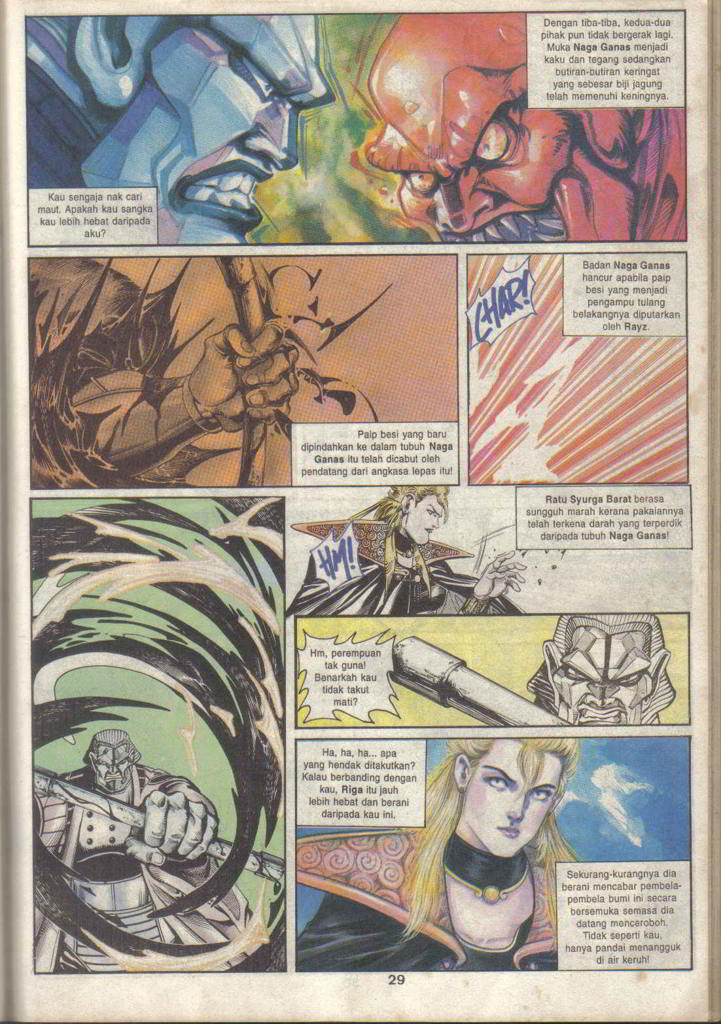 Dengan tiba-tiba, kedua-dua
pihak pun tidak bergerak lagi.
Muka Naga Ganas menjadi
kaku dan tegang sedangkan
butiran-butiran keringat
yang sebesar biji jagung
telah memenuhi keningnya.
Kau sengaja nak cari
maut. Apakah kau sangka
kau lebih hebat daripada
aku?
Paip besi yang baru
dipindahkan ke dalam tubuh Naga
Ganas itu telah dicabut oleh
pendatang dari angkasa lepas itu!
CHAR!
Badan Naga Ganas
hancur apabila paip
besi yang menjadi
pengampu tulang
belakangnya diputarkan
oleh Rayz.
HM!
Ratu Syurga Barat berasa
sungguh marah kerana pakaiannya
telah terkena darah yang terperdik
daripada tubuh Naga Ganas!
Hm, perempuan
tak guna!
Benarkah kau
tidak takut
mati?
Ha, ha, ha... apa
yang hendak ditakutkan?
Kalau berbanding dengan
kau, Riga itu jauh
lebih hebat dan berani
daripada kau ini.
Sekurang-kurangnya dia
berani mencabar pembela-
pembela bumi ini secara
bersemuka semasa dia
datang menceroboh.
Tidak seperti kau,
hanya pandai menangguk
di air keruh!
29